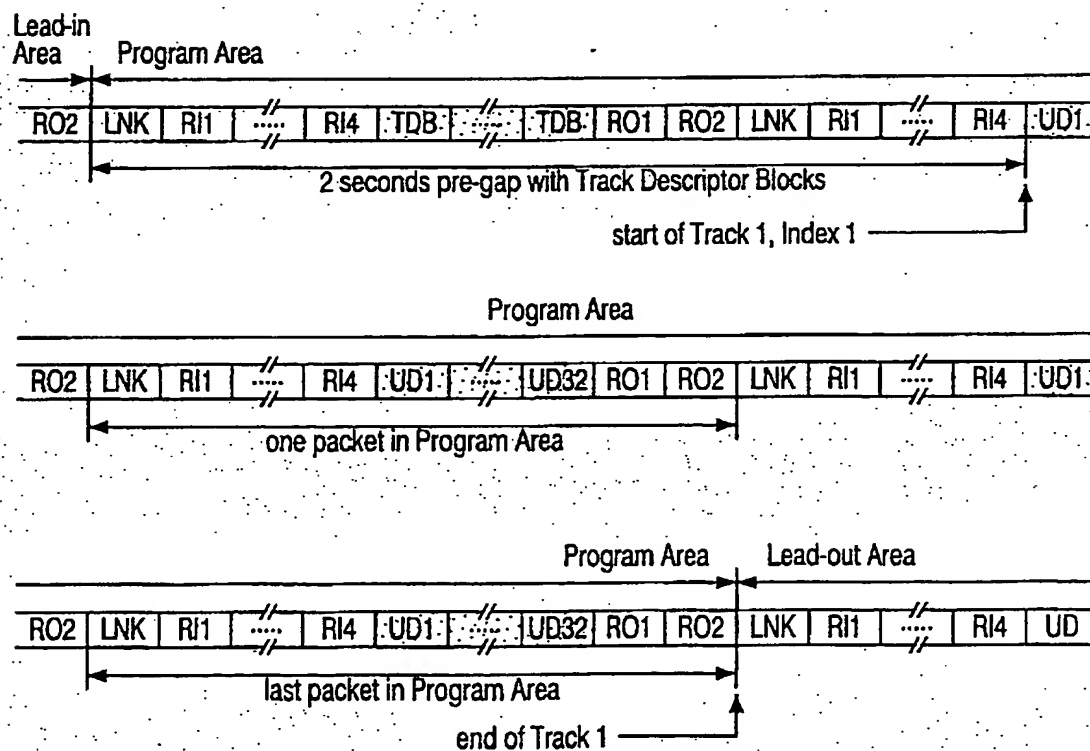 Lead-in
Area Program Area
RO2 LNK RI1 ..... RI4 TDB ..... TDB RO1 RO2 LNK RI1 ..... RI4 UD1
2 seconds pre-gap with Track Descriptor Blocks
start of Track 1, Index 1
Program Area
RO2 LNK RI1 ..... RI4 UD1 ..... UD32 RO1 RO2 LNK RI1 ..... RI4 UD1
one packet in Program Area
Program Area Lead-out Area
RO2 LNK RI1 ..... RI4 UD1 ..... UD32 RO1 RO2 LNK RI1 ..... RI4 UD
last packet in Program Area
end of Track 1